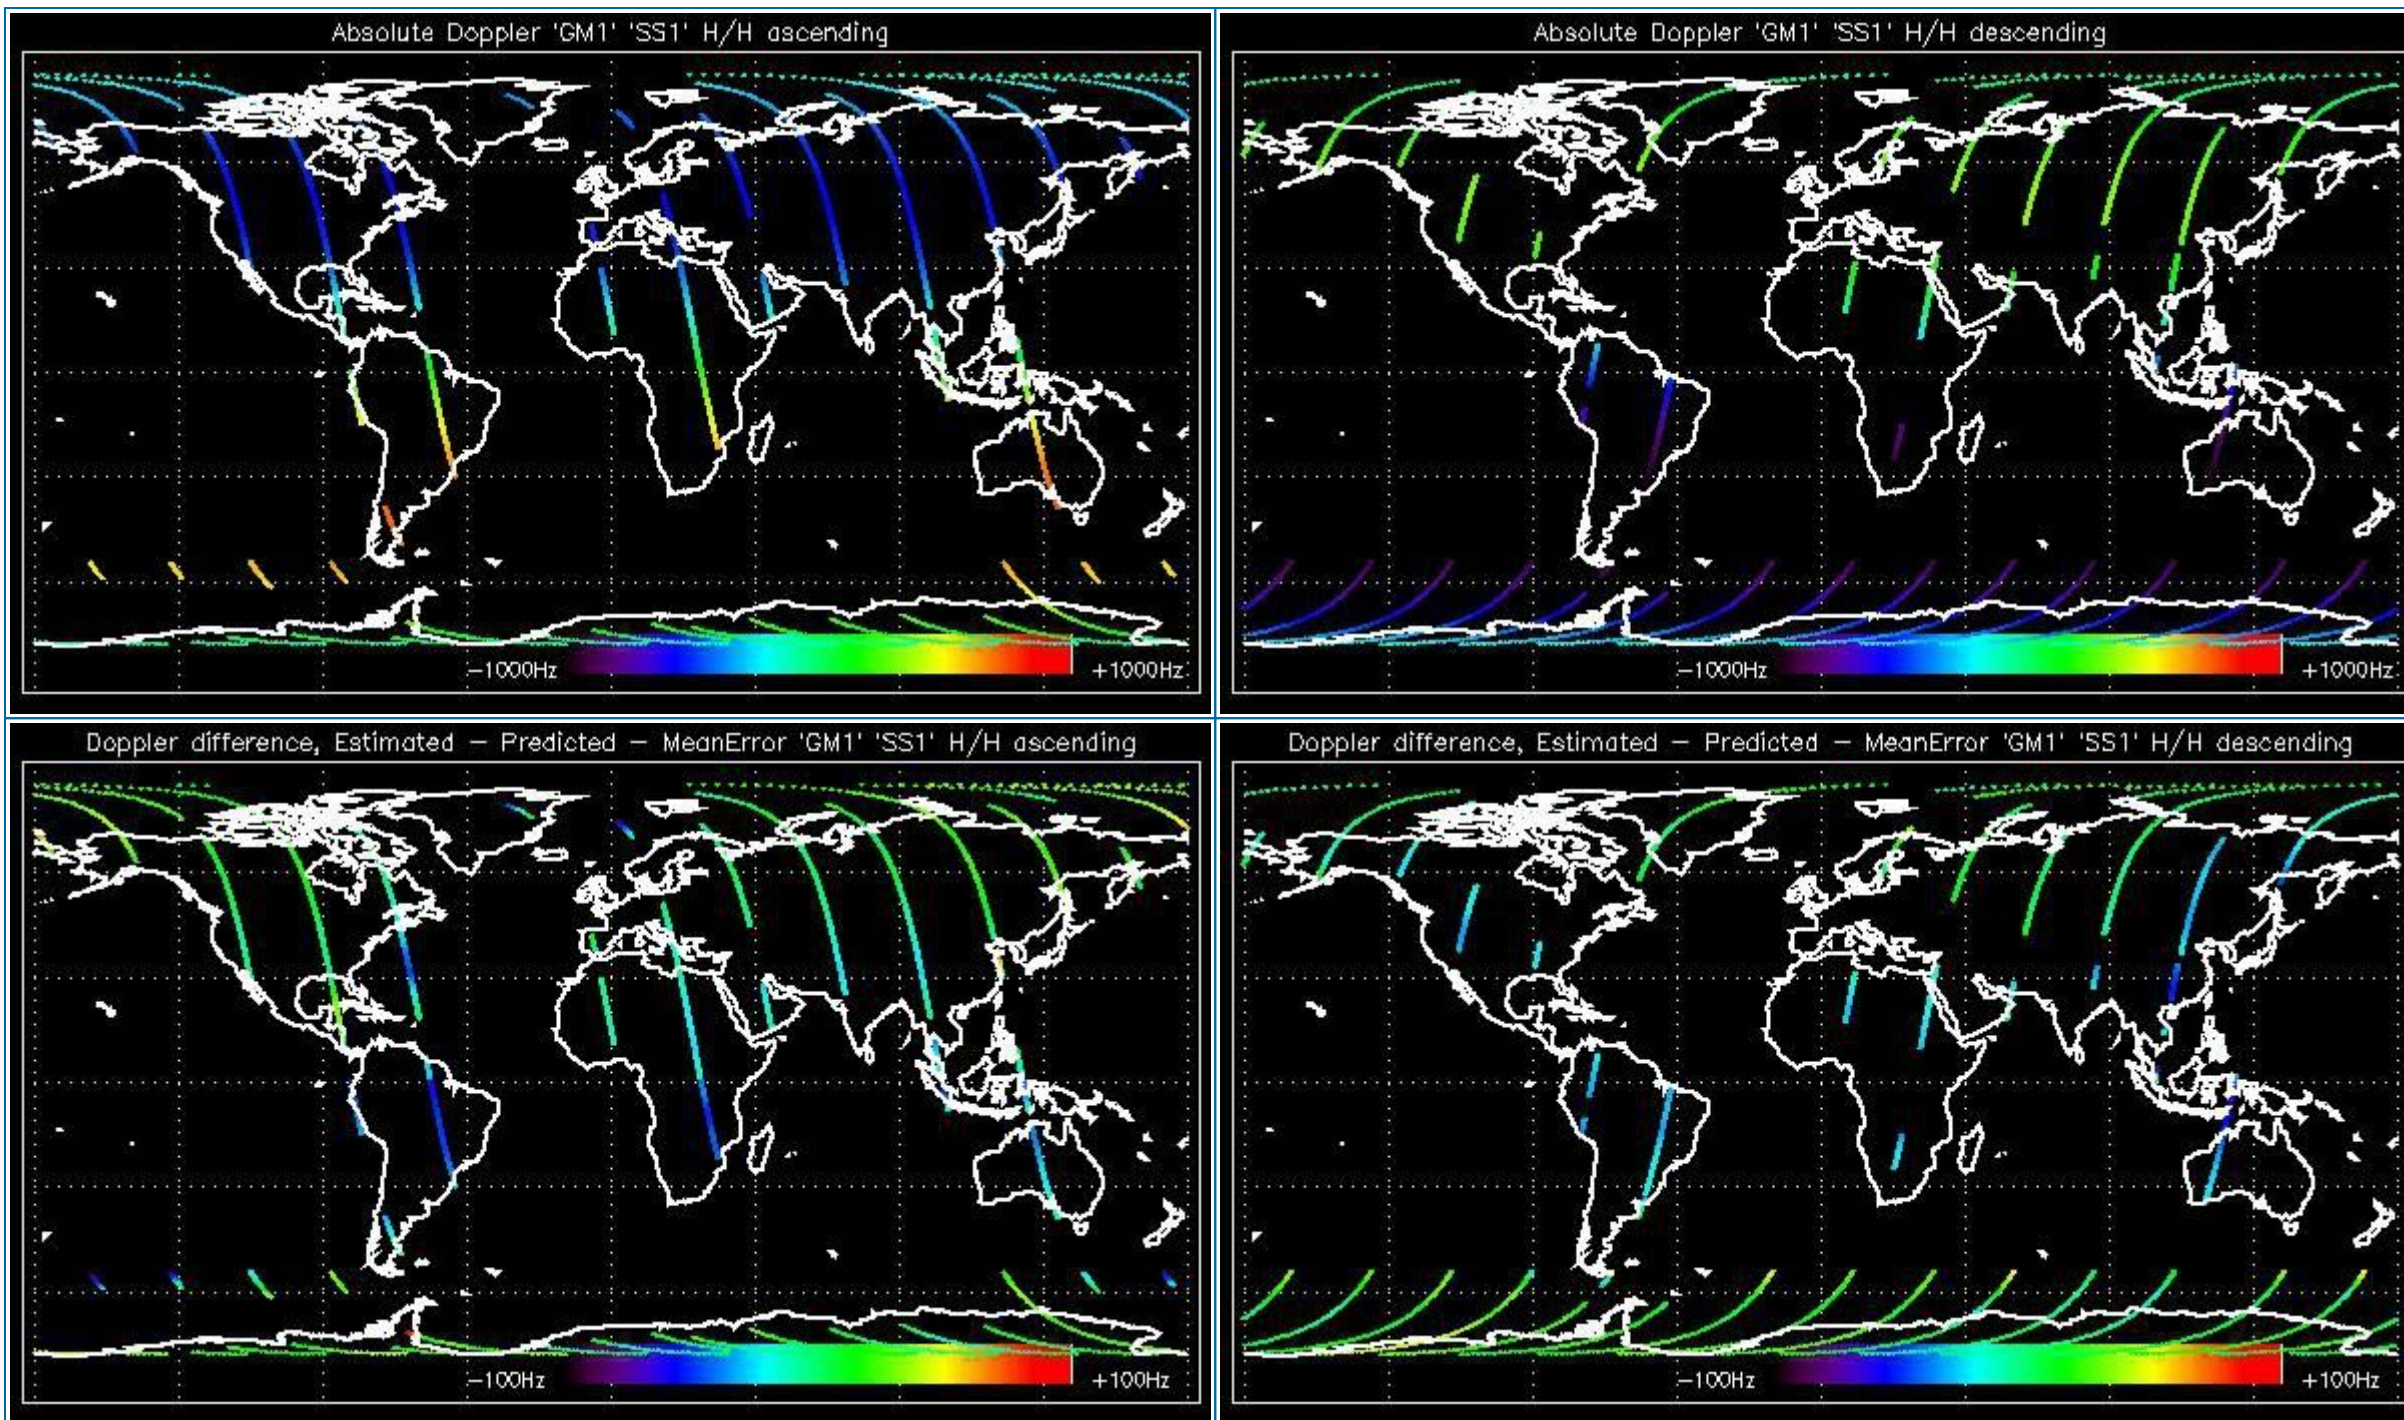 Absolute Doppler 'GM1' 'SS1' H/H ascending
−1000Hz +1000Hz
Absolute Doppler 'GM1' 'SS1' H/H descending
−1000Hz +1000Hz
Doppler difference, Estimated − Predicted − MeanError 'GM1' 'SS1' H/H ascending
−100Hz +100Hz
Doppler difference, Estimated − Predicted − MeanError 'GM1' 'SS1' H/H descending
−100Hz +100Hz